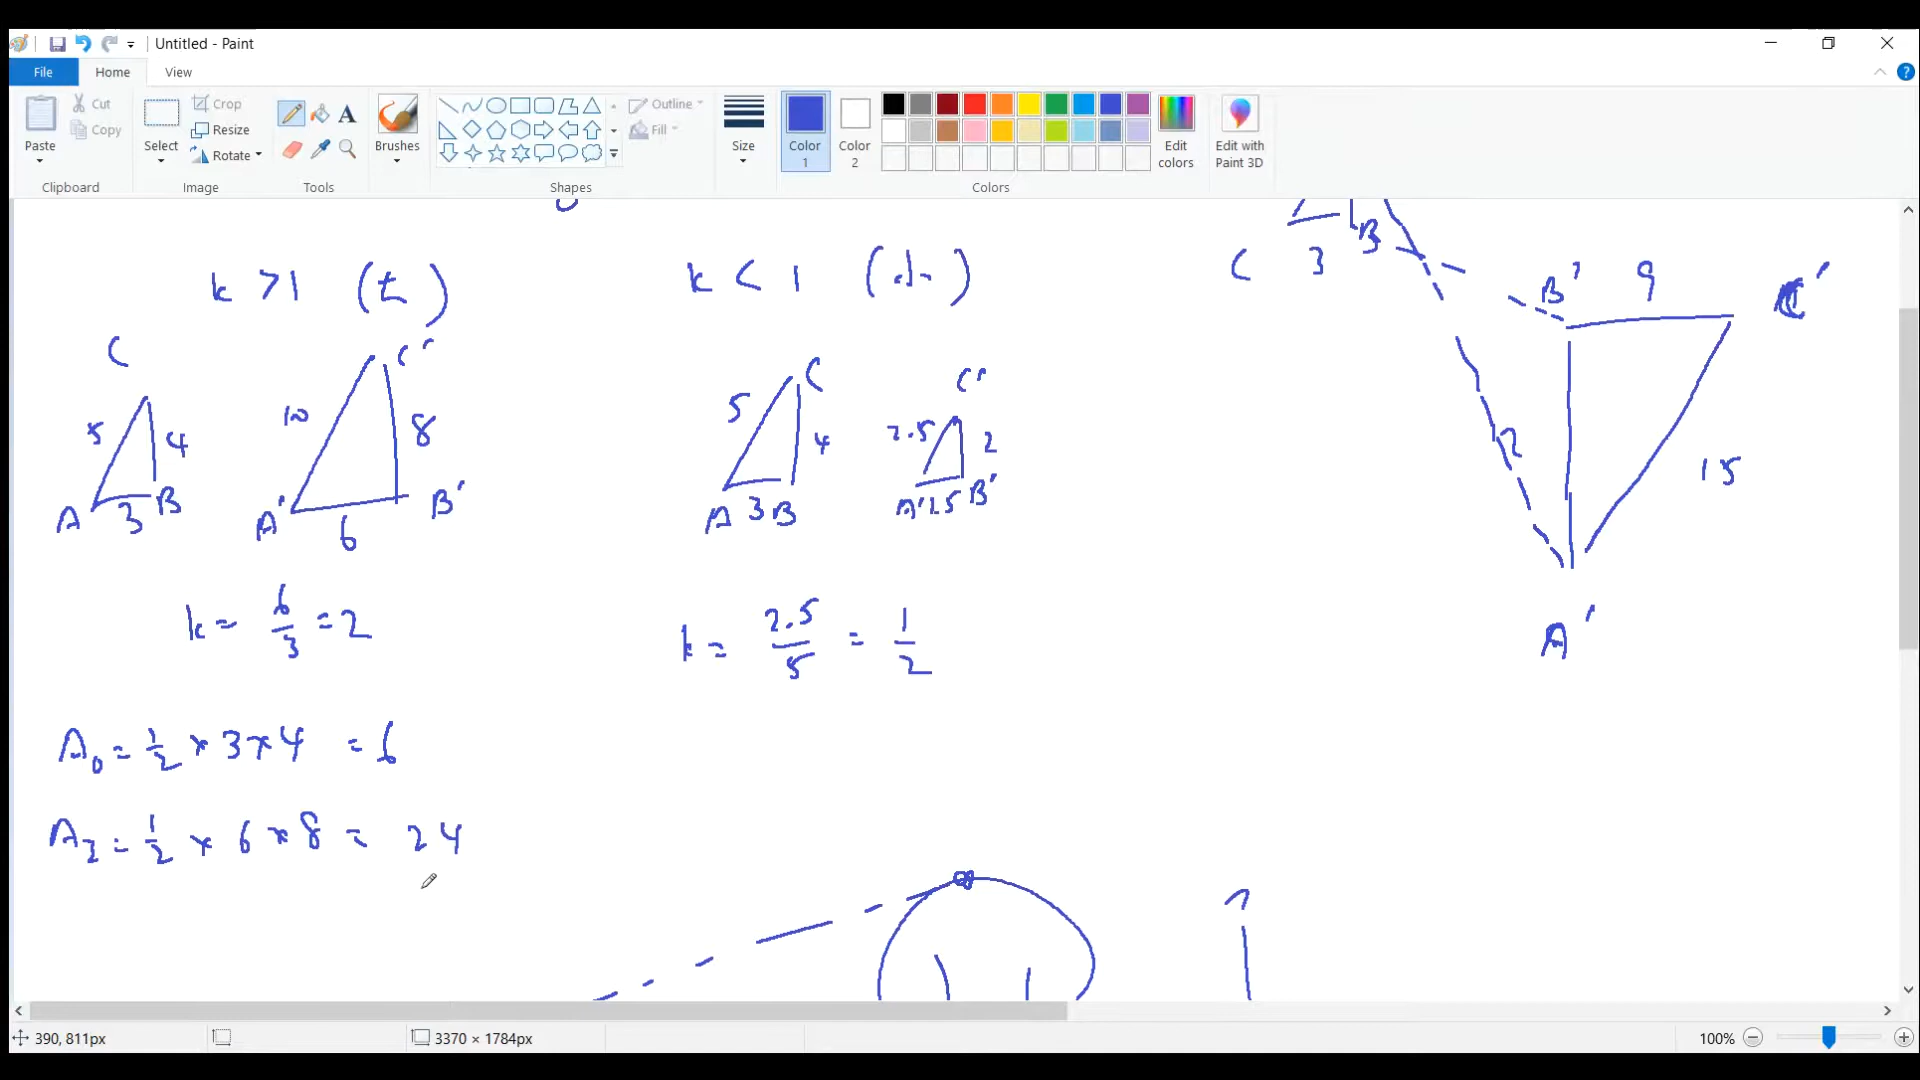 Untitled - Paint
File Home View
Paste
Cut
Copy
Clipboard
Select
Crop
Resize
Rotate
Image
Tools
Brushes
Shapes
Outline
Fill
Size
Color 1
Color 2
Colors
Edit colors
Edit with Paint 3D
k > 1 (t)
C
C'
5
4
10
8
A
3
B
A'
6
B'
k = 6/3 = 2
A0 = 1/2 × 3 × 4 = 6
A2 = 1/2 × 6 × 8 = 24
k < 1
C
C'
5
4
2.5
2
A 3 B
A' 1.5 B'
k = 2.5/5 = 1/2
C
3
B
B'
9
C'
12
15
A'
390, 811px
3370 × 1784px
100%